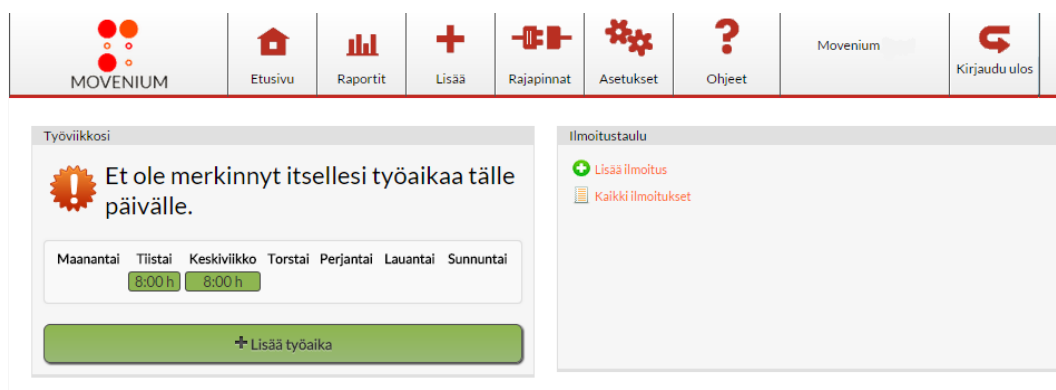 MOVENIUM
Etusivu
Raportit
Lisää
Rajapinnat
Asetukset
Ohjeet
Movenium
Kirjaudu ulos
Työviikkosi
Et ole merkinnyt itsellesi työaikaa tälle
päivälle.
Maanantai Tiistai Keskiviikko Torstai Perjantai Lauantai Sunnuntai
8:00 h 8:00 h
Lisää työaika
Ilmoitustaulu
Lisää ilmoitus
Kaikki ilmoitukset